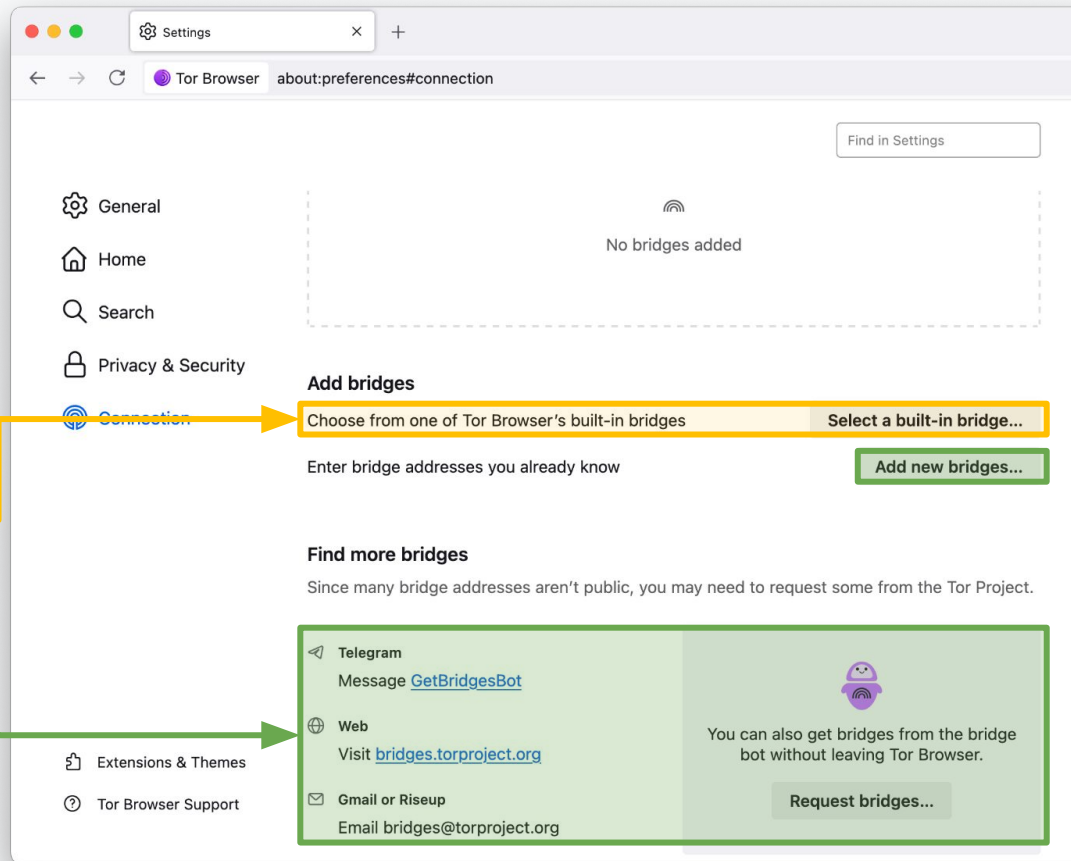 Settings
Tor Browser about:preferences#connection
Find in Settings
General
Home
Search
Privacy & Security
Connection
No bridges added
Add bridges
Choose from one of Tor Browser’s built-in bridges Select a built-in bridge...
Enter bridge addresses you already know Add new bridges...
Find more bridges
Since many bridge addresses aren’t public, you may need to request some from the Tor Project.
Telegram
Message GetBridgesBot
Web
Visit bridges.torproject.org
Gmail or Riseup
Email bridges@torproject.org
You can also get bridges from the bridge
bot without leaving Tor Browser.
Request bridges...
Extensions & Themes
Tor Browser Support